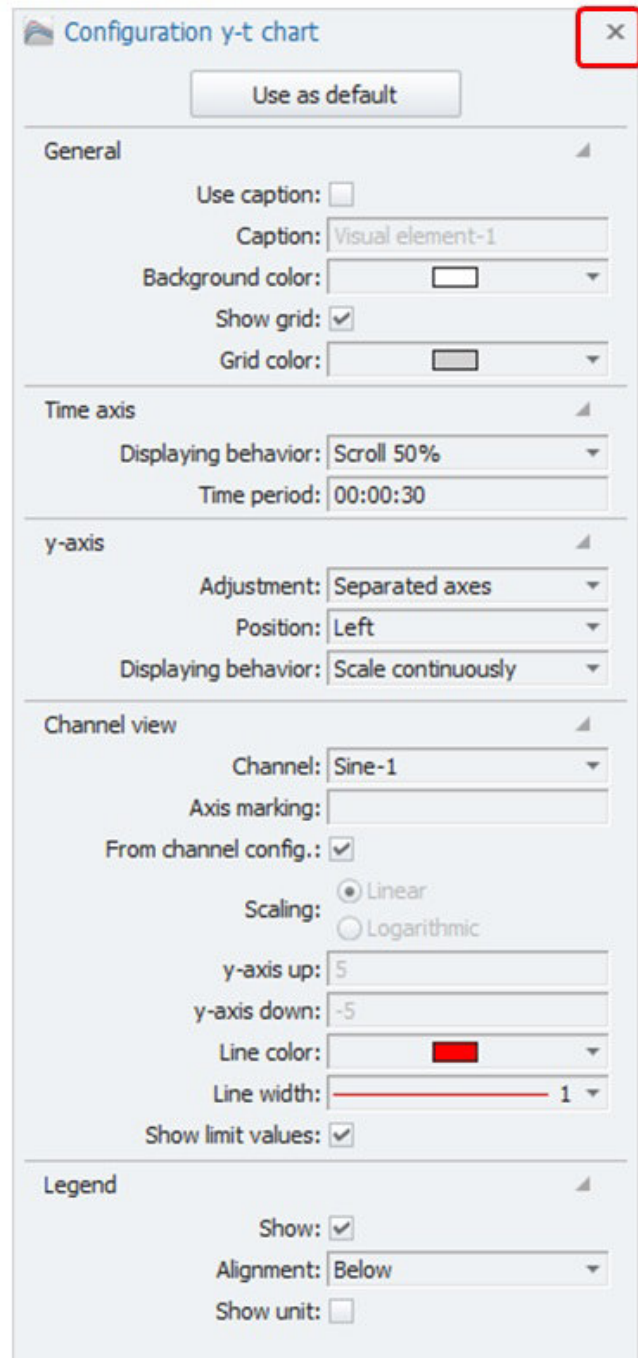 Configuration y-t chart
Use as default
General
Use caption:
Caption: Visual element-1
Background color:
Show grid:
Grid color:
Time axis
Displaying behavior: Scroll 50%
Time period: 00:00:30
y-axis
Adjustment: Separated axes
Position: Left
Displaying behavior: Scale continuously
Channel view
Channel: Sine-1
Axis marking:
From channel config.:
Scaling: Linear
Logarithmic
y-axis up: 5
y-axis down: -5
Line color:
Line width: 1
Show limit values:
Legend
Show:
Alignment: Below
Show unit: